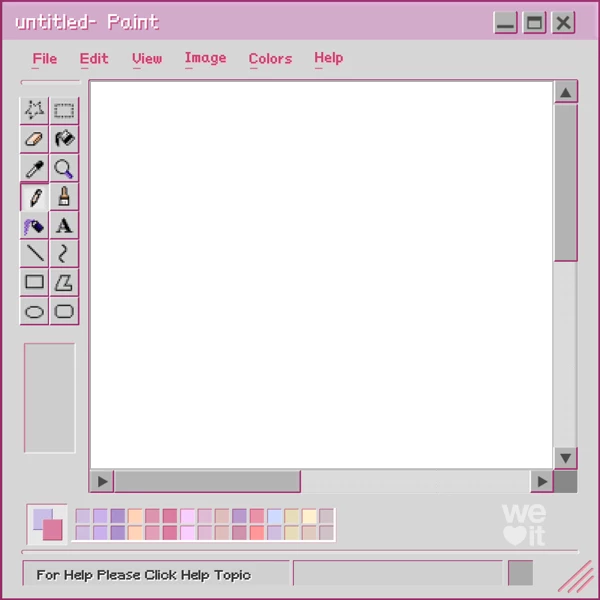 untitled- Paint
File Edit View Image Colors Help
A
we
it
For Help Please Click Help Topic